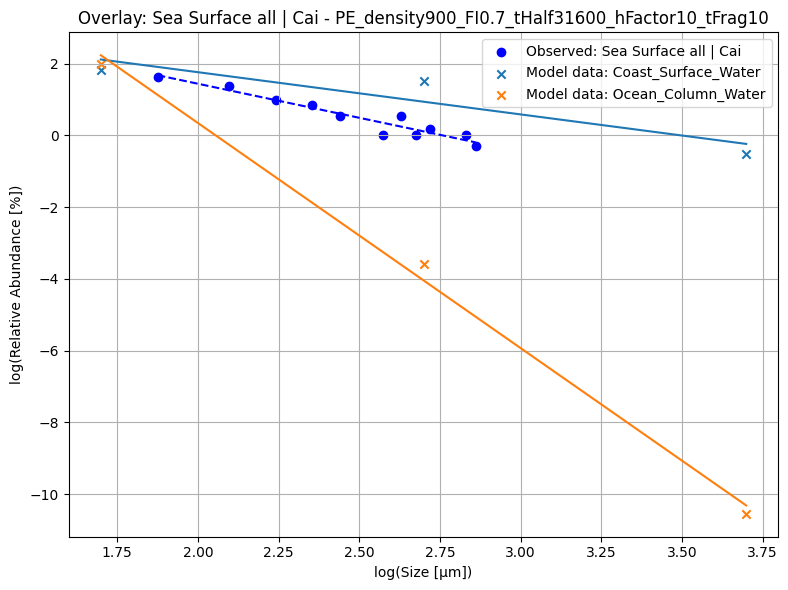 Overlay: Sea Surface all | Cai - PE_density900_FI0.7_tHalf31600_hFactor10_tFrag10
Observed: Sea Surface all | Cai
Model data: Coast_Surface_Water
Model data: Ocean_Column_Water
log(Relative Abundance [%])
2
0
−2
−4
−6
−8
−10
1.75
2.00
2.25
2.50
2.75
3.00
3.25
3.50
3.75
log(Size [μm])